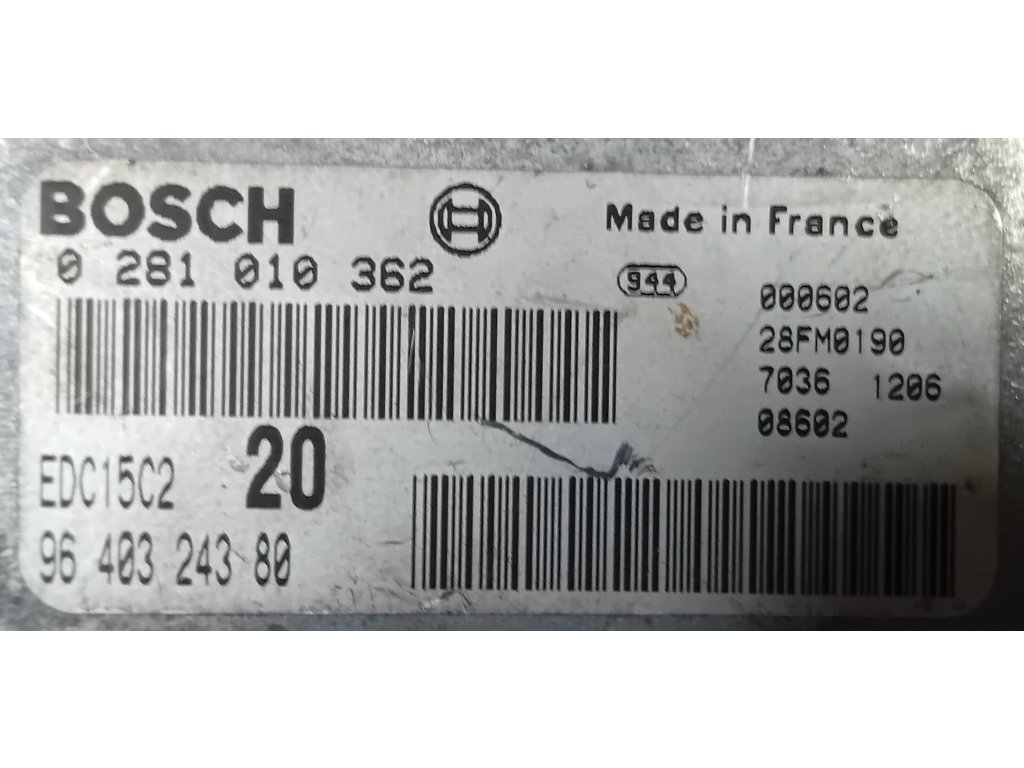 BOSCH
Made in France
0 281 010 362
944
000602
28FM0190
7036 1206
08602
EDC15C2 20
96 403 243 80